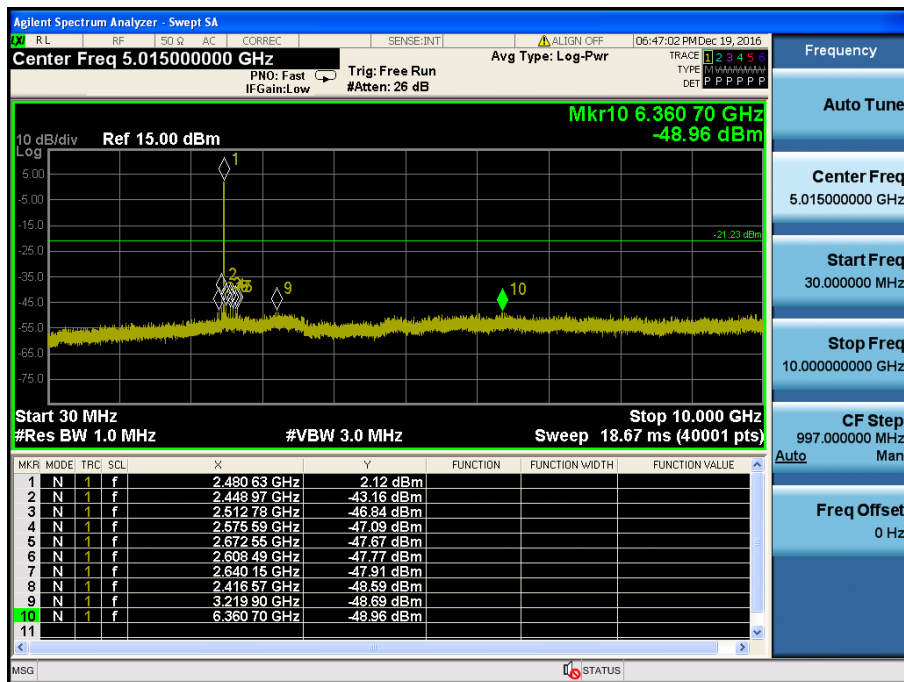 Agilent Spectrum Analyzer - Swept SA
LXI RL RF 50 Ω AC CORREC SENSE:INT ALIGN OFF 06:47:02 PM Dec 19, 2016
Center Freq 5.015000000 GHz
PNO: Fast
IFGain:Low
Trig: Free Run
#Atten: 26 dB
Avg Type: Log-Pwr
TRACE 1 2 3 4 5 6
TYPE MWWWWW
DET P P P P P P
Mkr10 6.360 70 GHz
-48.96 dBm
10 dB/div Ref 15.00 dBm
Log
5.00
-5.00
-15.0
-25.0
-35.0
-45.0
-55.0
-65.0
-75.0
-21.23 dBm
1
2
9
10
Start 30 MHz Stop 10.000 GHz
#Res BW 1.0 MHz #VBW 3.0 MHz Sweep 18.67 ms (40001 pts)
MKR MODE TRC SCL X Y FUNCTION FUNCTION WIDTH FUNCTION VALUE
1 N 1 f 2.480 63 GHz 2.12 dBm
2 N 1 f 2.448 97 GHz -43.16 dBm
3 N 1 f 2.512 78 GHz -46.84 dBm
4 N 1 f 2.575 59 GHz -47.09 dBm
5 N 1 f 2.672 55 GHz -47.67 dBm
6 N 1 f 2.608 49 GHz -47.77 dBm
7 N 1 f 2.640 15 GHz -47.91 dBm
8 N 1 f 2.416 57 GHz -48.59 dBm
9 N 1 f 3.219 90 GHz -48.69 dBm
10 N 1 f 6.360 70 GHz -48.96 dBm
11
MSG STATUS
Frequency
Auto Tune
Center Freq
5.015000000 GHz
Start Freq
30.000000 MHz
Stop Freq
10.000000000 GHz
CF Step
997.000000 MHz
Auto Man
Freq Offset
0 Hz